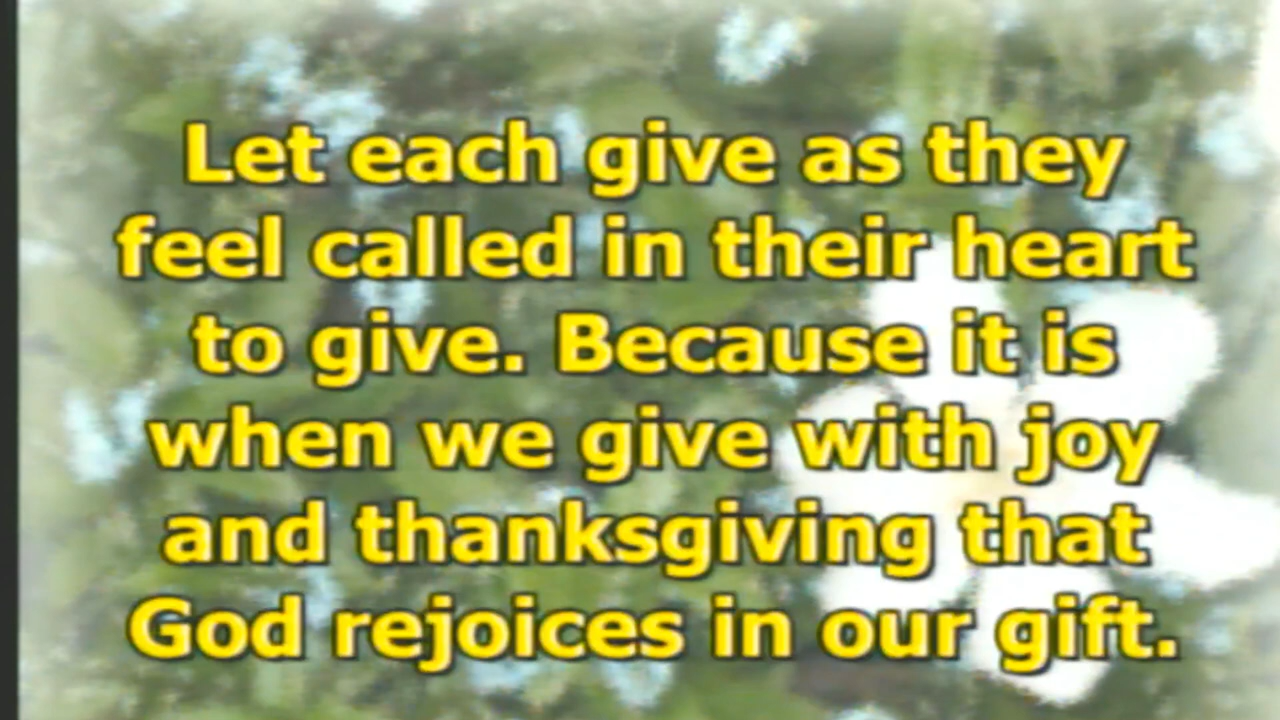 Let each give as they
feel called in their heart
to give. Because it is
when we give with joy
and thanksgiving that
God rejoices in our gift.